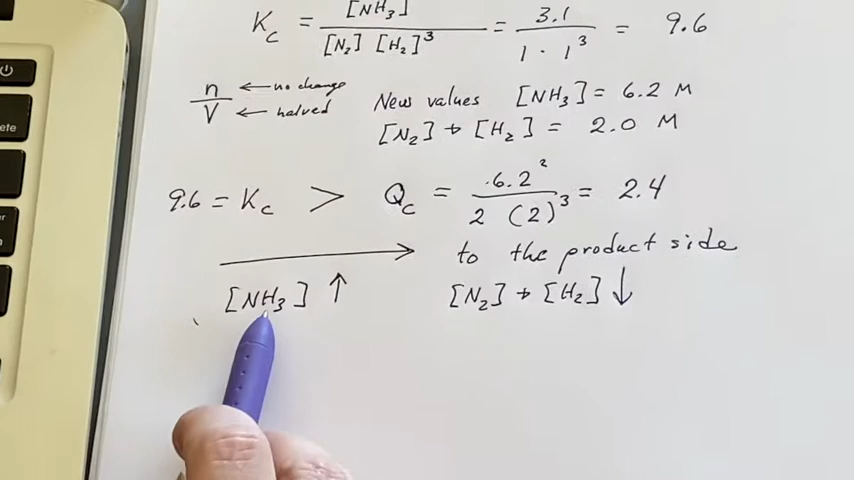 Kc = [NH3] / [N2] [H2]^3 = 3.1 / 1 · 1^3 = 9.6
n ← no change
V ← halved
New values [NH3] = 6.2 M
[N2] + [H2] = 2.0 M
9.6 = Kc > Qc = 6.2^2 / 2 (2)^3 = 2.4
→ to the product side
[NH3] ↑ [N2] + [H2] ↓